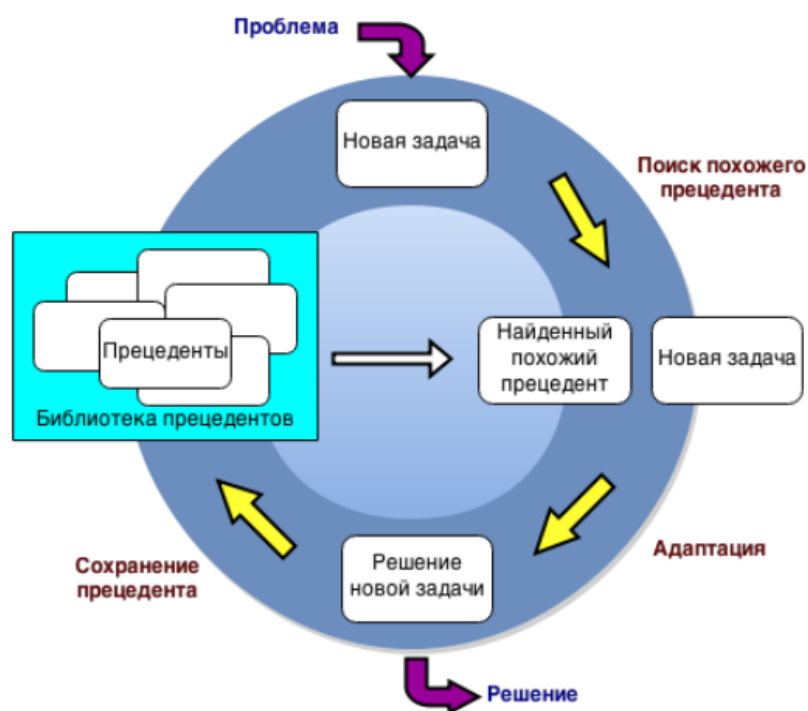 Проблема
Новая задача
Поиск похожего
прецедента
Прецеденты
Библиотека прецедентов
Найденный
похожий
прецедент
Новая задача
Адаптация
Решение
новой задачи
Сохранение
прецедента
Решение